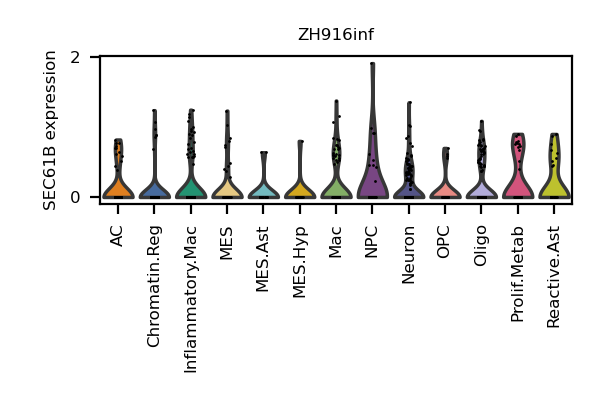 ZH916inf
SEC61B expression
2
0
AC
Chromatin.Reg
Inflammatory.Mac
MES
MES.Ast
MES.Hyp
Mac
NPC
Neuron
OPC
Oligo
Prolif.Metab
Reactive.Ast